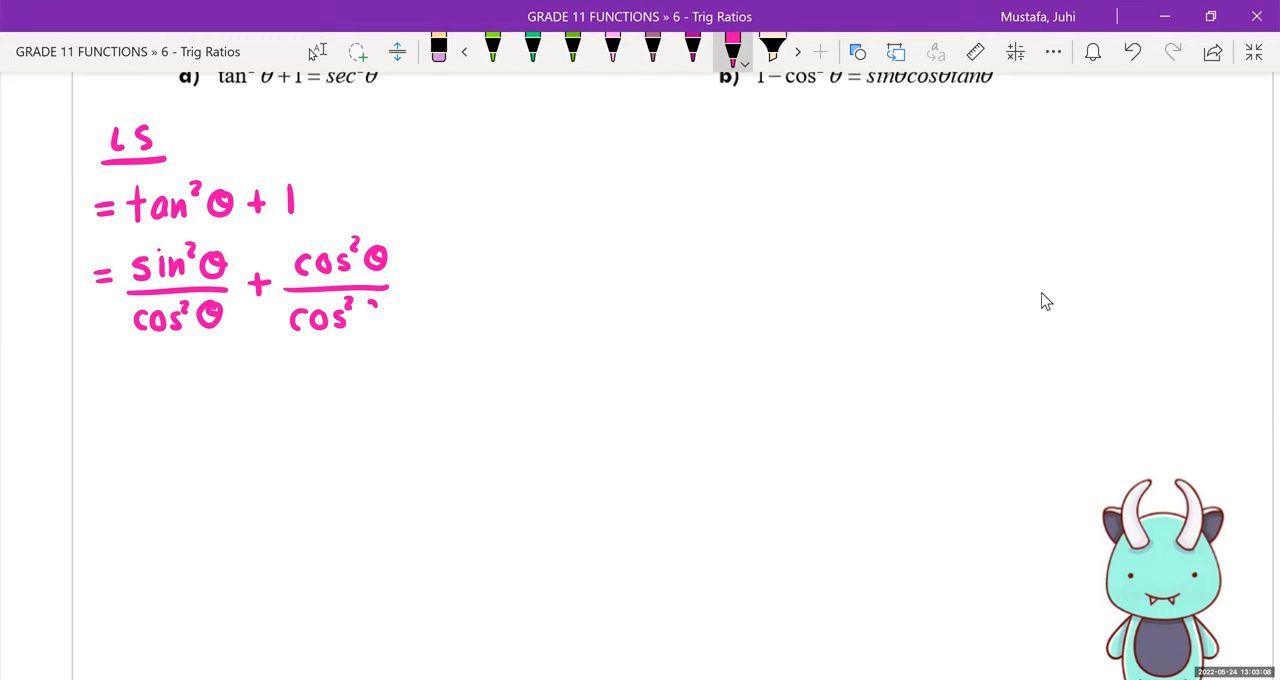 GRADE 11 FUNCTIONS » 6 - Trig Ratios
Mustafa, Juhi
GRADE 11 FUNCTIONS » 6 - Trig Ratios
a) tan² θ + 1 = sec²θ
b) 1 − cos² θ = sinθcosθtanθ
LS
= tan²θ + 1
= sin²θ/cos²θ + cos²θ/cos²
2022-05-24 13:03:08